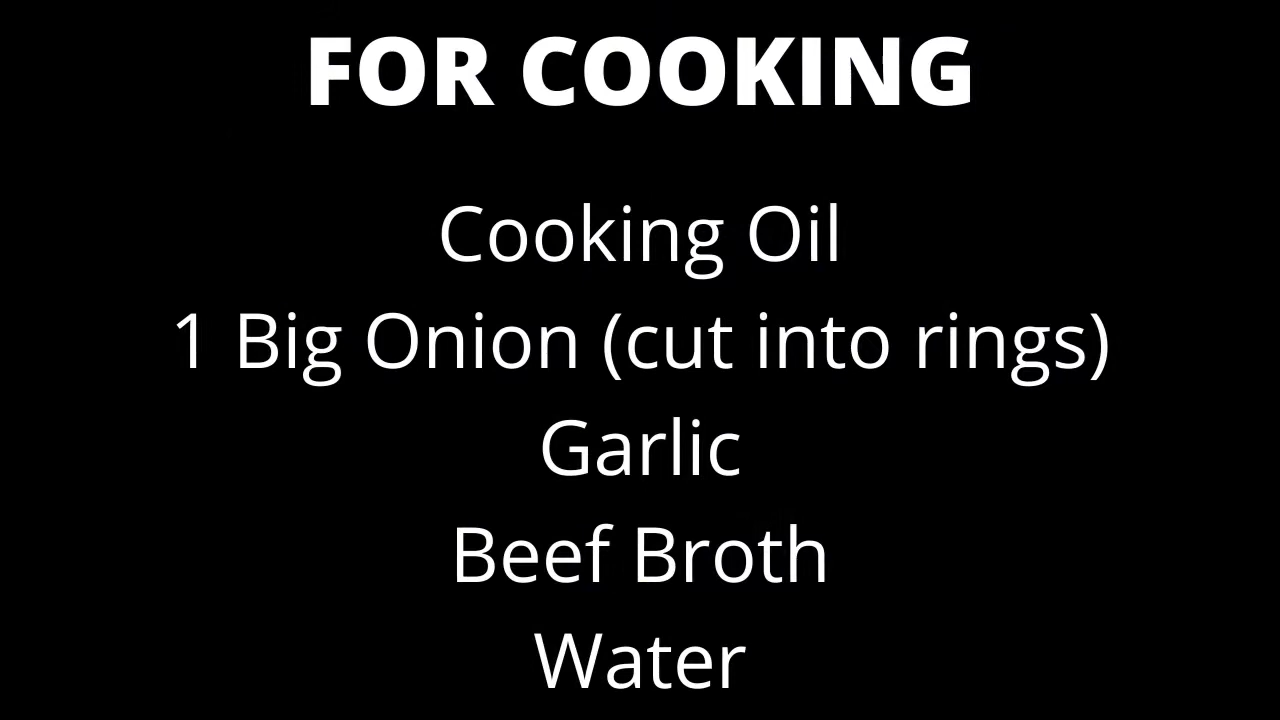 FOR COOKING
Cooking Oil
1 Big Onion (cut into rings)
Garlic
Beef Broth
Water